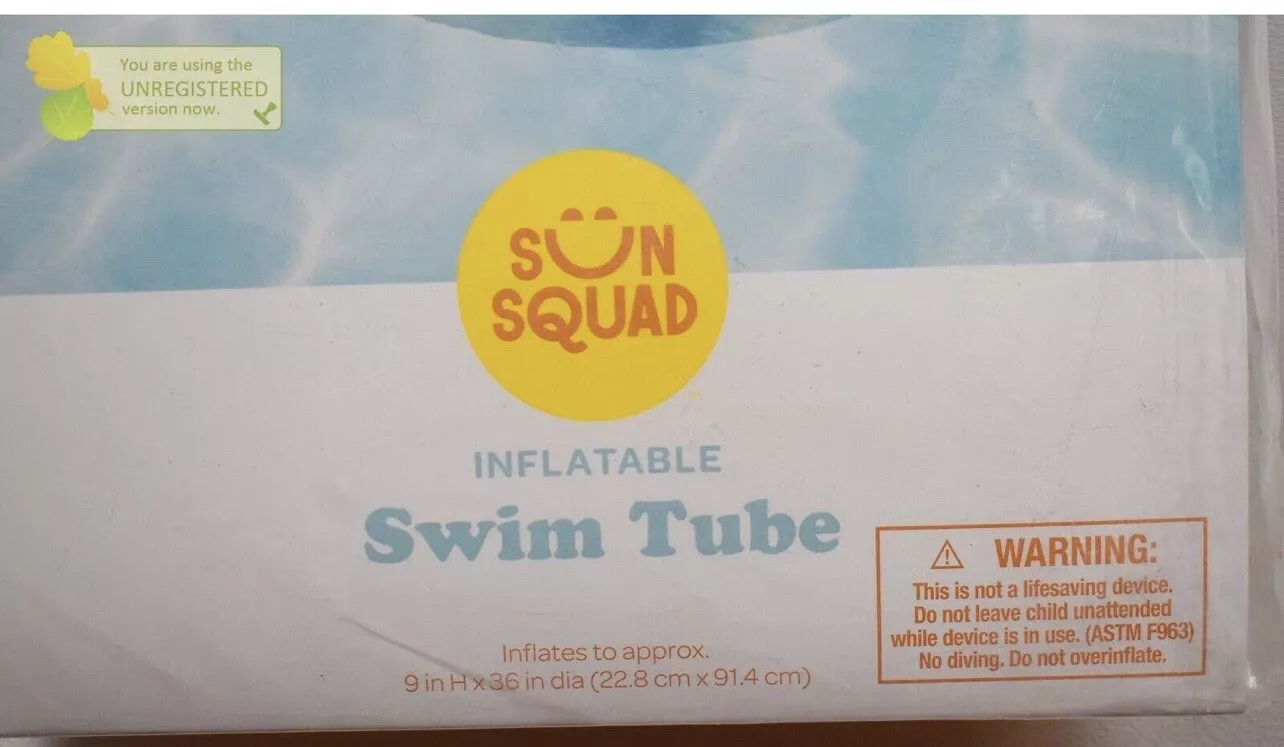 You are using the
UNREGISTERED
version now.
SÜN
SQUAD
INFLATABLE
Swim Tube
Inflates to approx.
9 in H x 36 in dia (22.8 cm x 91.4 cm)
⚠ WARNING:
This is not a lifesaving device.
Do not leave child unattended
while device is in use. (ASTM F963)
No diving. Do not overinflate.